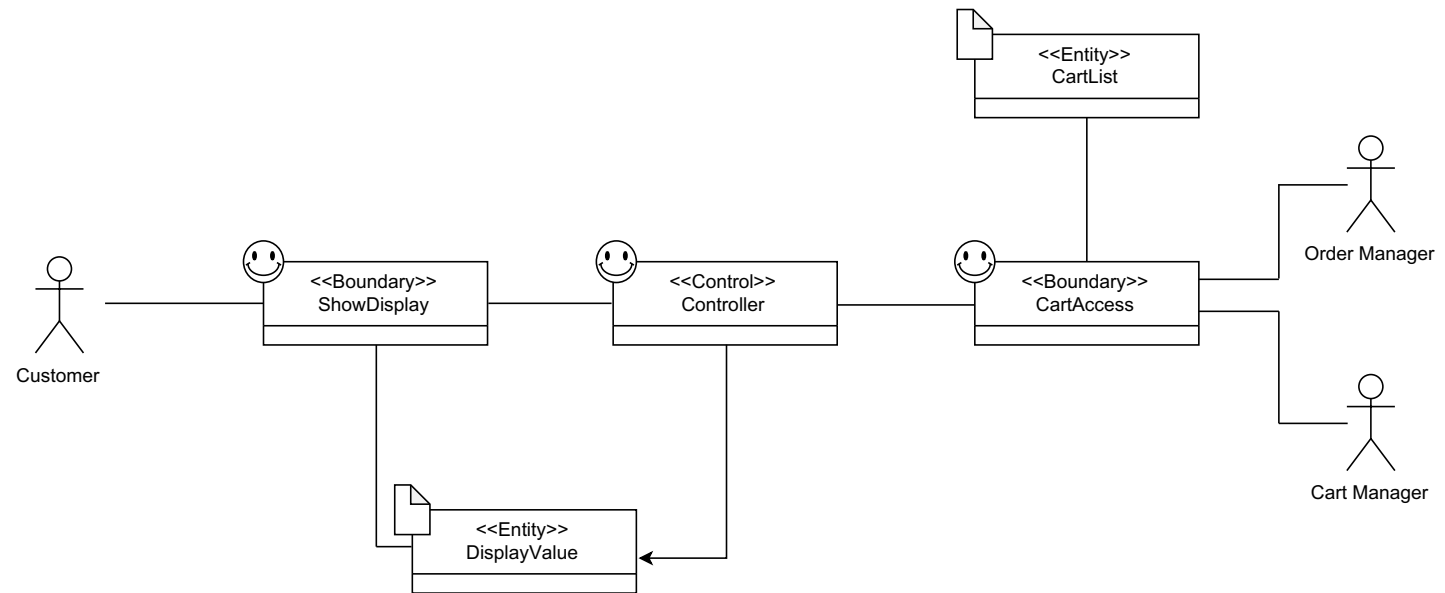 <<Entity>>
CartList
Order Manager
<<Boundary>>
ShowDisplay
<<Control>>
Controller
<<Boundary>>
CartAccess
Customer
Cart Manager
<<Entity>>
DisplayValue